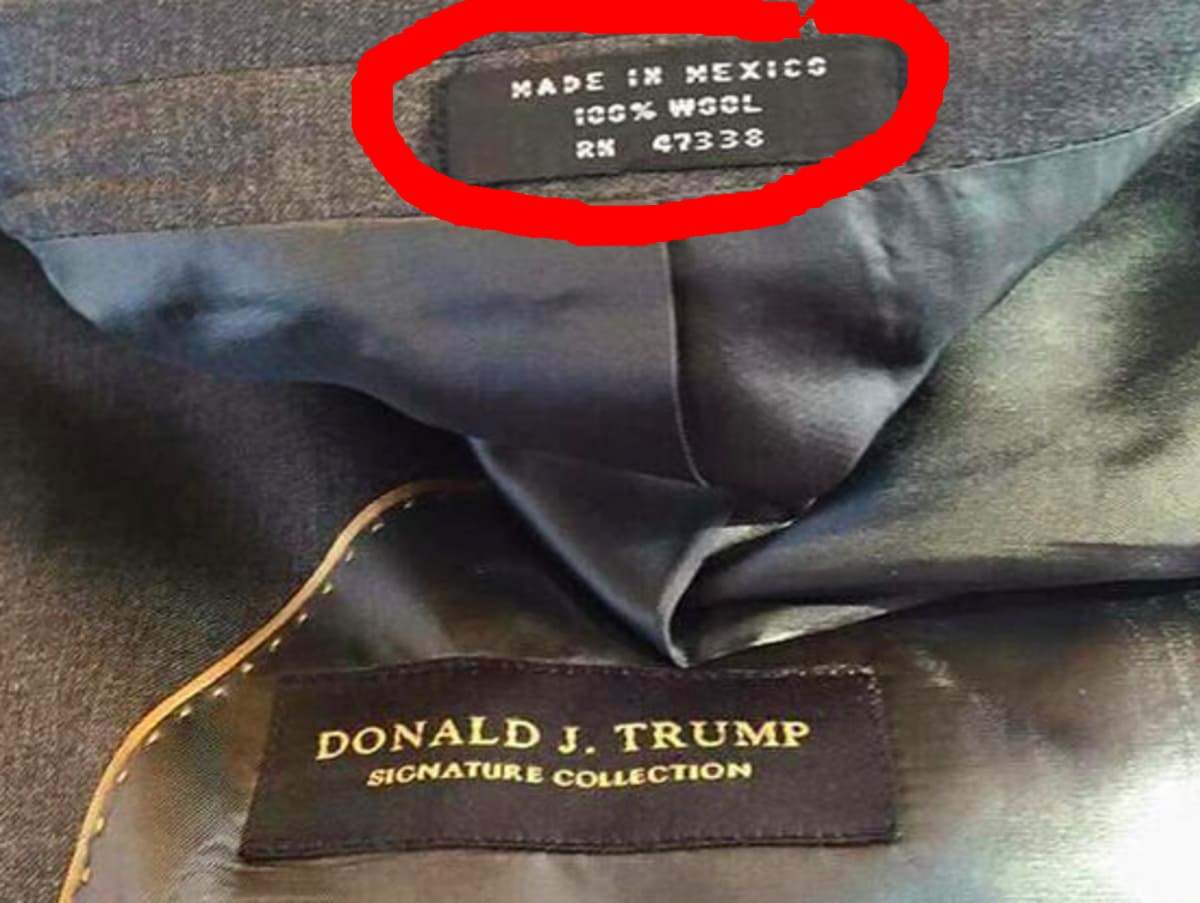 MADE IN MEXICO
100% WOOL
RN 47338
DONALD J. TRUMP
SIGNATURE COLLECTION